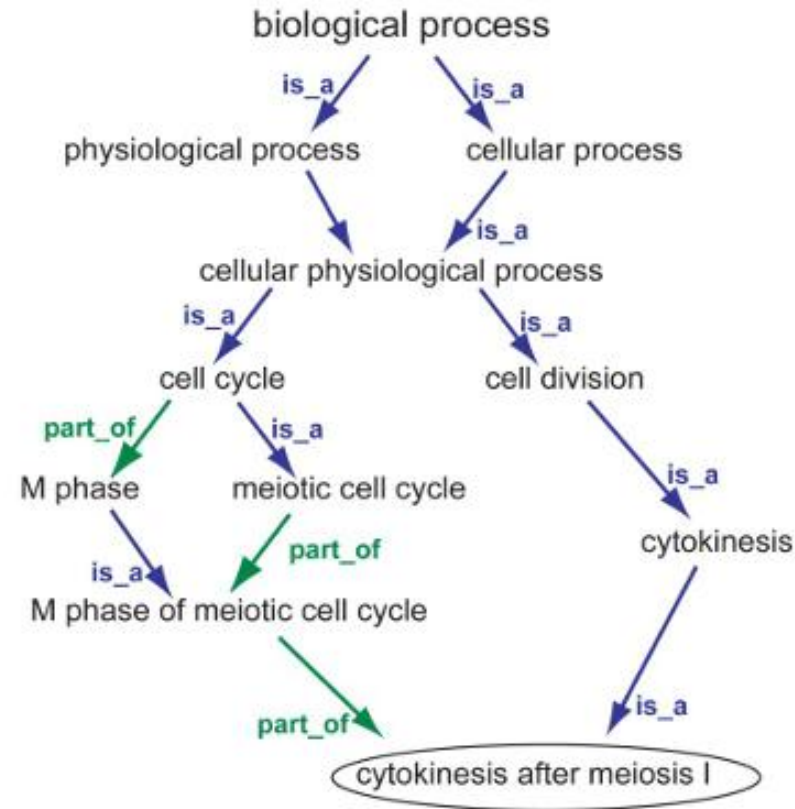 biological process
is_a
is_a
physiological process
cellular process
is_a
cellular physiological process
is_a
is_a
cell cycle
cell division
part_of
is_a
is_a
M phase
meiotic cell cycle
cytokinesis
part_of
is_a
M phase of meiotic cell cycle
is_a
part_of
cytokinesis after meiosis I